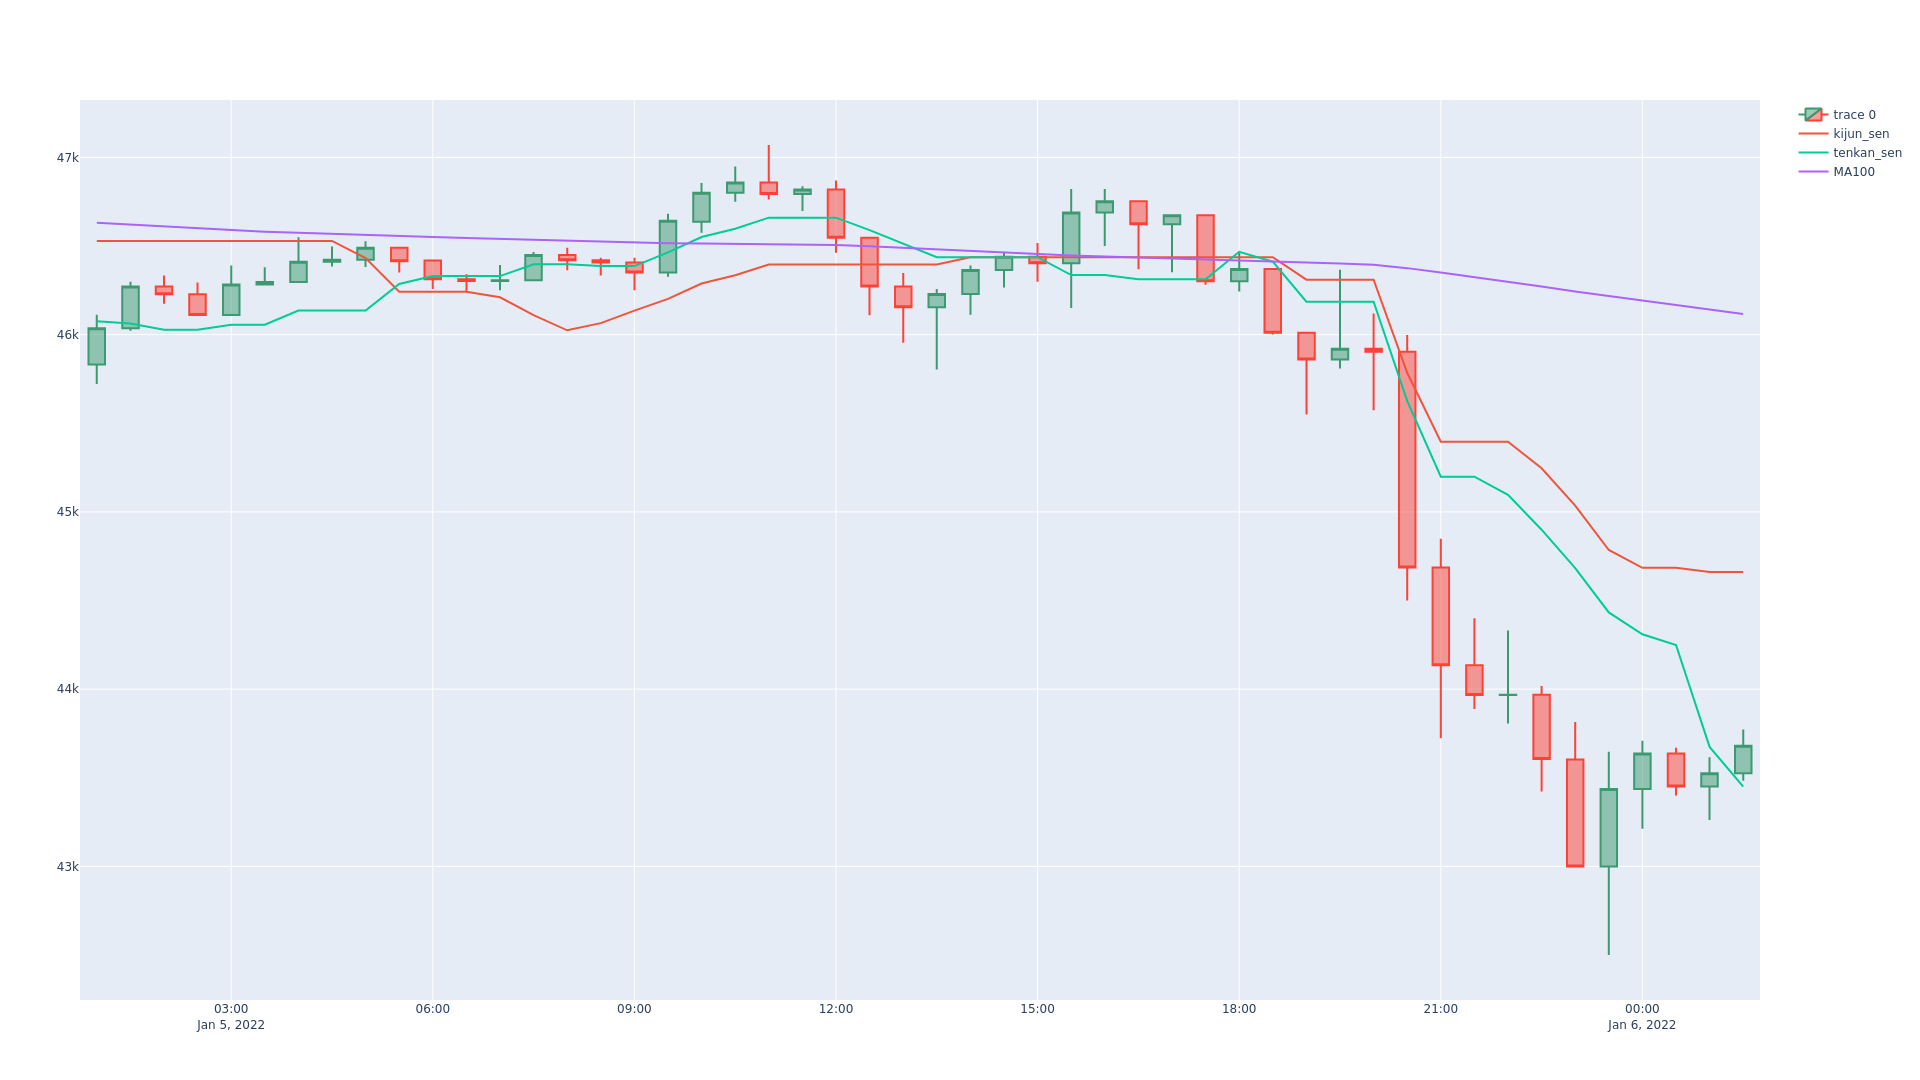 trace 0
kijun_sen
tenkan_sen
MA100
47k
46k
45k
44k
43k
03:00
Jan 5, 2022
06:00
09:00
12:00
15:00
18:00
21:00
00:00
Jan 6, 2022